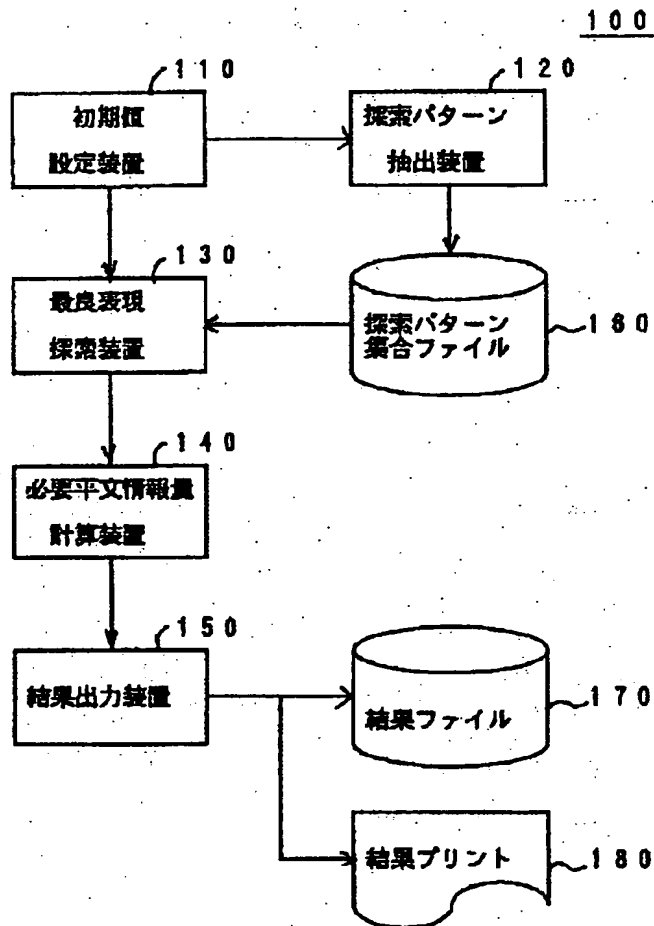 100
110
初期値
設定装置
120
探索パターン
抽出装置
130
最良表現
探索装置
探索パターン
集合ファイル
160
140
必要平文情報量
計算装置
150
結果出力装置
結果ファイル
170
結果プリント
180